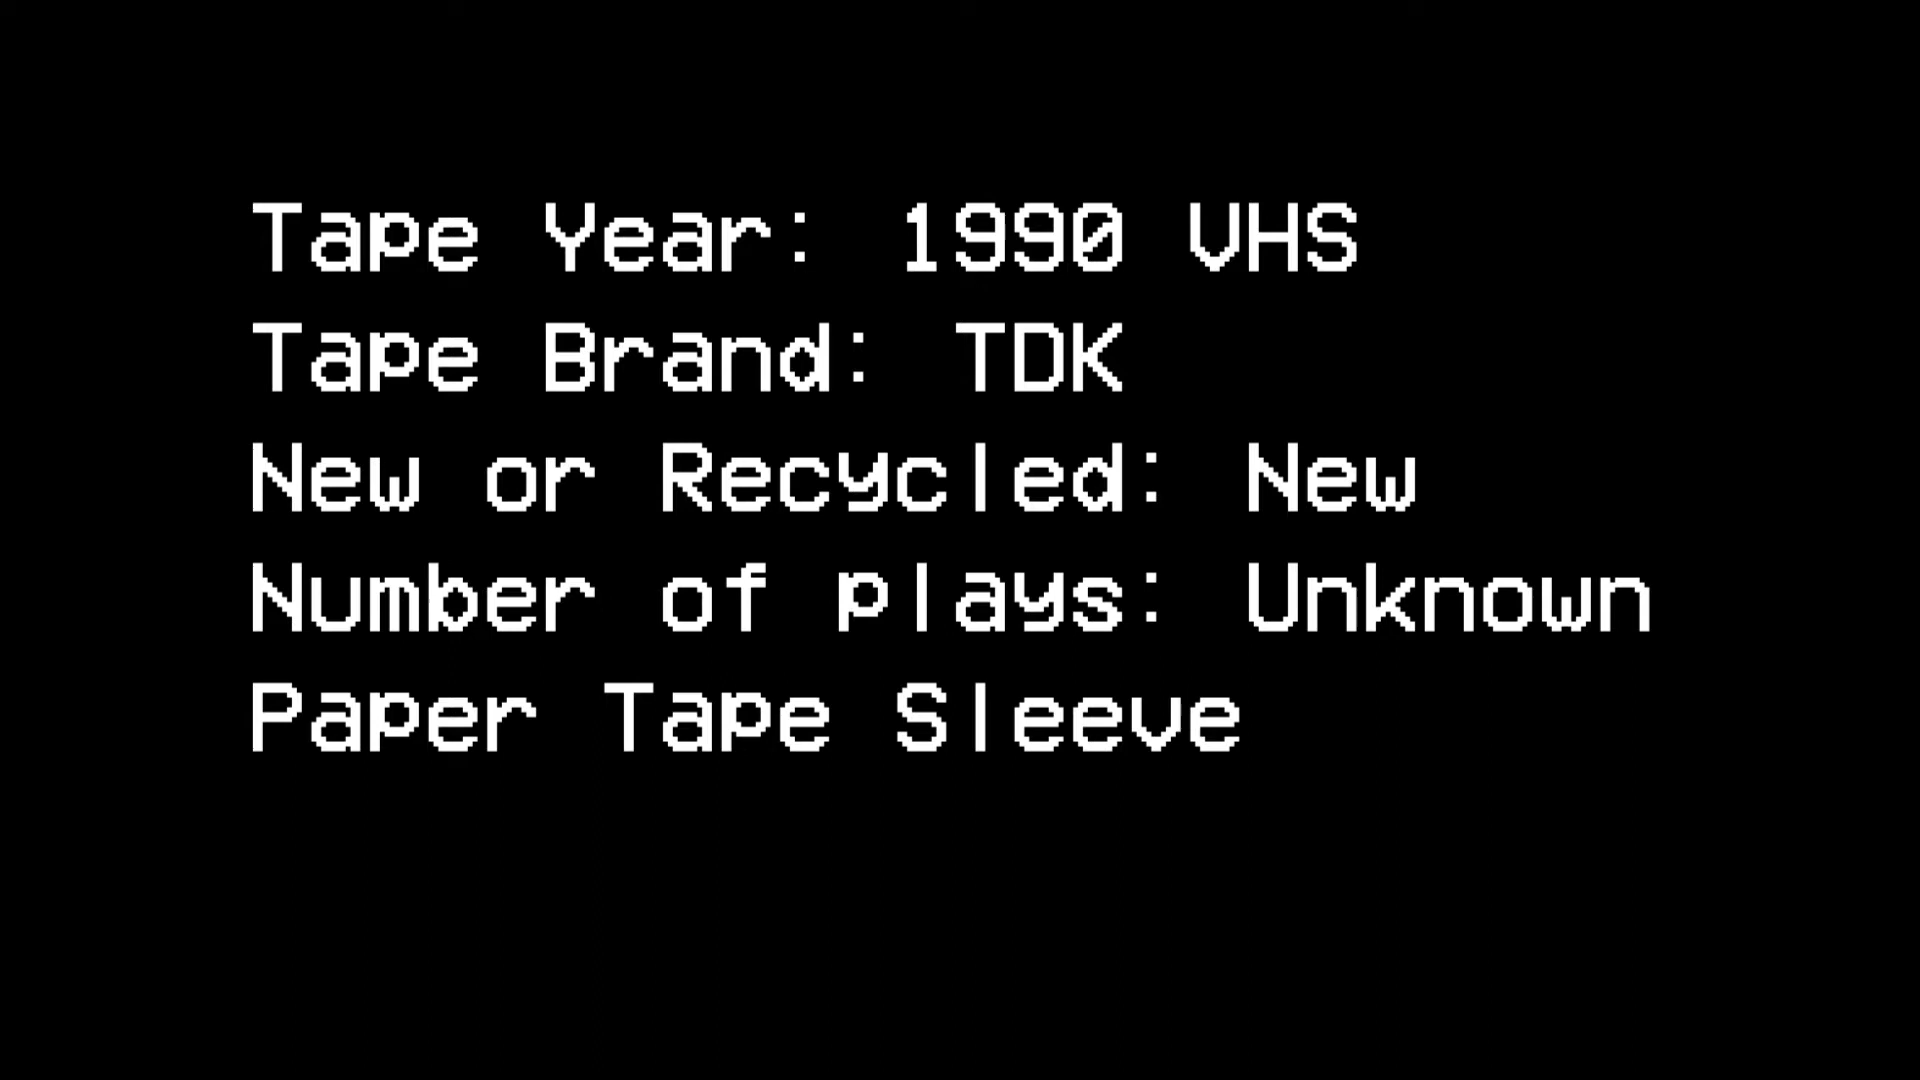 Tape Year: 1990 VHS
Tape Brand: TDK
New or Recycled: New
Number of plays: Unknown
Paper Tape Sleeve